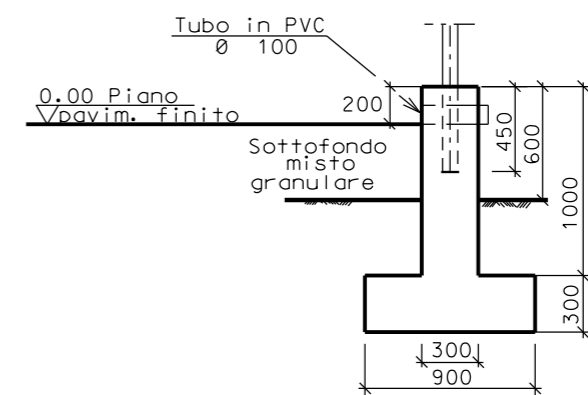 Tubo in PVC
Ø 100
0.00 Piano
pavim. finito
200
Sottofondo
misto
granulare
450
600
1000
300
300
900